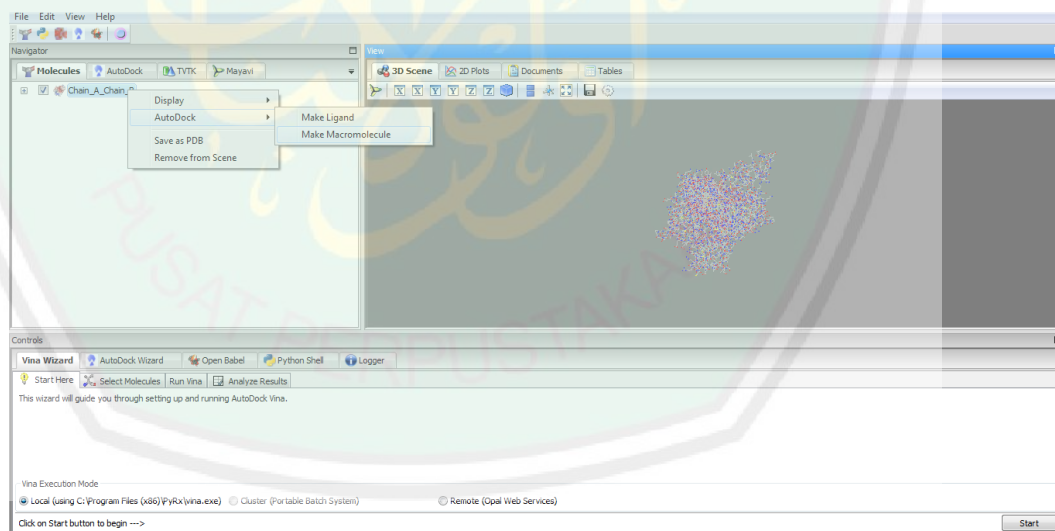 File Edit View Help
Navigator
View
Molecules AutoDock TVTK Mayavi
3D Scene 2D Plots Documents Tables
Chain_A_Chain_B
X X Y Y Z Z
Display
AutoDock
Make Ligand
Make Macromolecule
Save as PDB
Remove from Scene
PUSAT PERPUSTAKAA
Controls
Vina Wizard AutoDock Wizard Open Babel Python Shell Logger
Start Here Select Molecules Run Vina Analyze Results
This wizard will guide you through setting up and running AutoDock Vina.
Vina Execution Mode
Local (using C:\Program Files (x86)\PyRx\vina.exe) Cluster (Portable Batch System) Remote (Opal Web Services)
Click on Start button to begin --->
Start